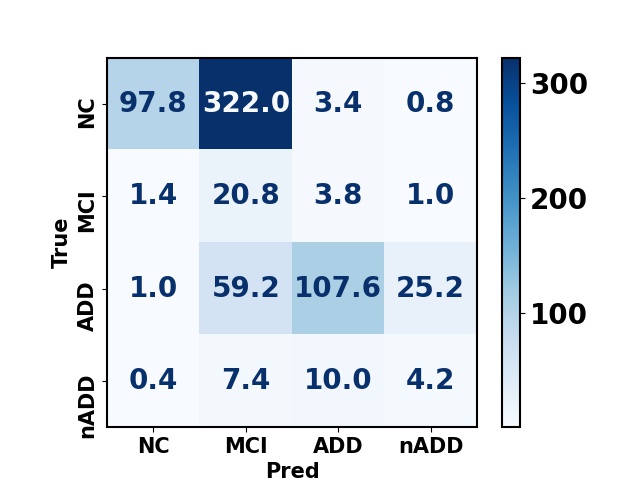 True
NC 97.8 322.0 3.4 0.8
MCI 1.4 20.8 3.8 1.0
ADD 1.0 59.2 107.6 25.2
nADD 0.4 7.4 10.0 4.2
NC MCI ADD nADD
Pred
300
200
100